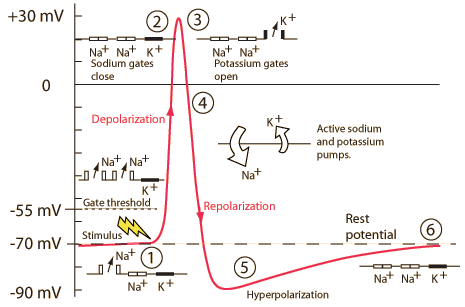 +30 mV
2
3
K⁺
Na⁺ Na⁺ K⁺
Na⁺ Na⁺
Sodium gates
close
Potassium gates
open
0
4
Depolarization
K⁺
Active sodium
and potassium
pumps.
Na⁺
Na⁺ Na⁺
K⁺
Gate threshold
-55 mV
Repolarization
Stimulus
Rest
potential
6
-70 mV
1
Na⁺
Na⁺ K⁺
5
Na⁺ Na⁺ K⁺
Hyperpolarization
-90 mV